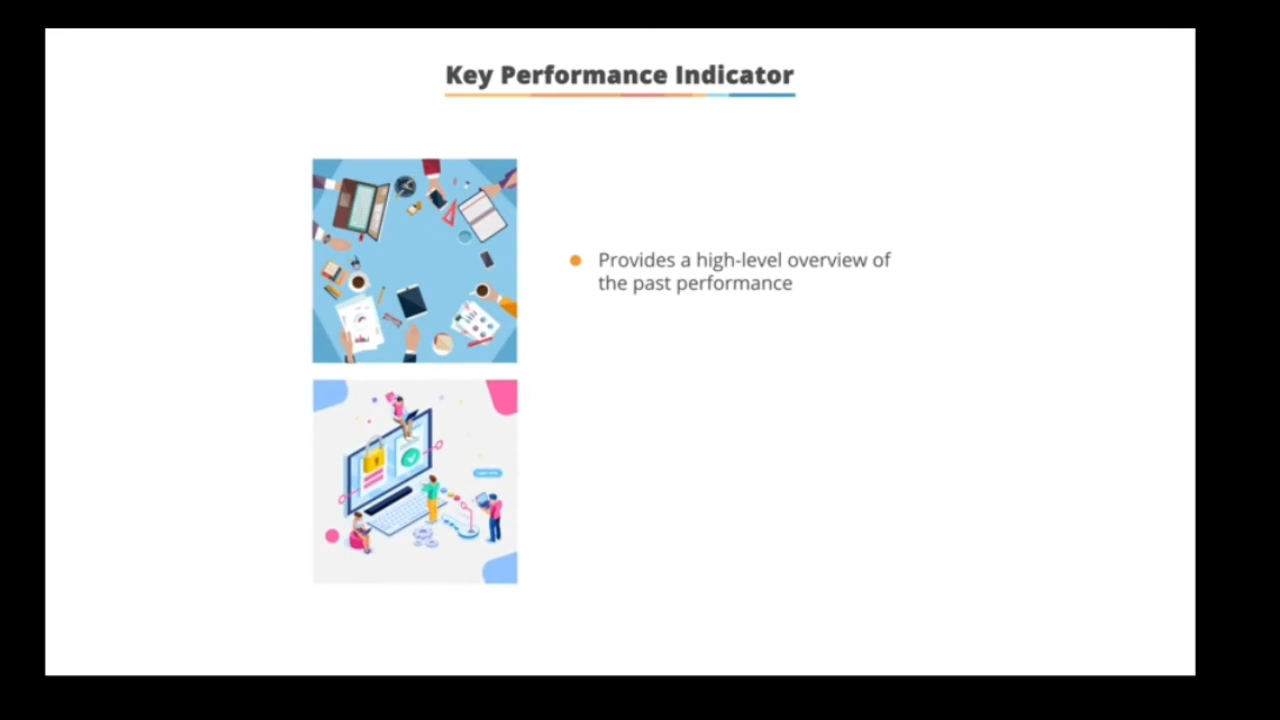 Key Performance Indicator
Provides a high-level overview of
the past performance